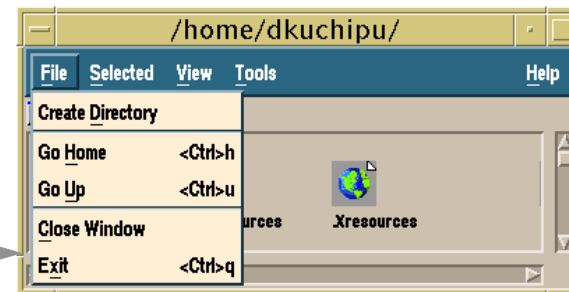 /home/dkuchipu/
File Selected View Tools Help
Create Directory
Go Home <Ctrl>h
Go Up <Ctrl>u
urces .Xresources
Close Window
Exit <Ctrl>q